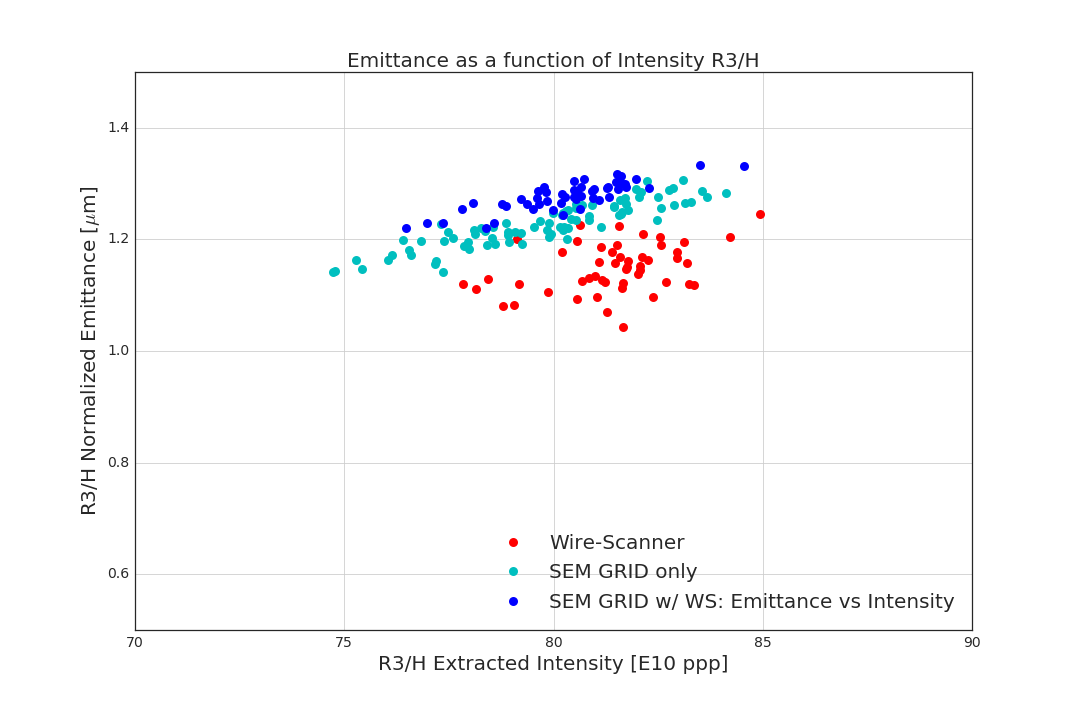 Emittance as a function of Intensity R3/H
R3/H Normalized Emittance [μm]
1.4
1.2
1.0
0.8
0.6
Wire-Scanner
SEM GRID only
SEM GRID w/ WS: Emittance vs Intensity
70 75 80 85 90
R3/H Extracted Intensity [E10 ppp]